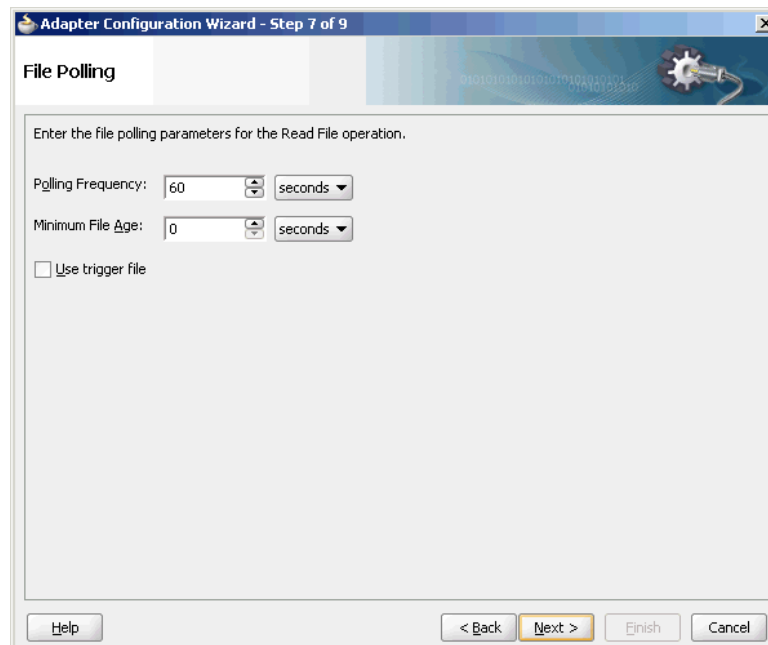 Adapter Configuration Wizard - Step 7 of 9
File Polling
Enter the file polling parameters for the Read File operation.
Polling Frequency: 60 seconds
Minimum File Age: 0 seconds
Use trigger file
Help < Back Next > Finish Cancel